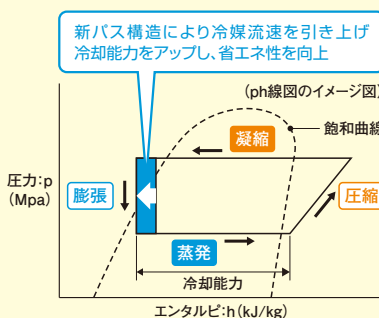 新パス構造により冷媒流速を引き上げ
冷却能力をアップし、省エネ性を向上
(ph線図のイメージ図)
飽和曲線
凝縮
圧力:p
(Mpa)
膨張
圧縮
蒸発
冷却能力
エンタルピ:h(kJ/kg)